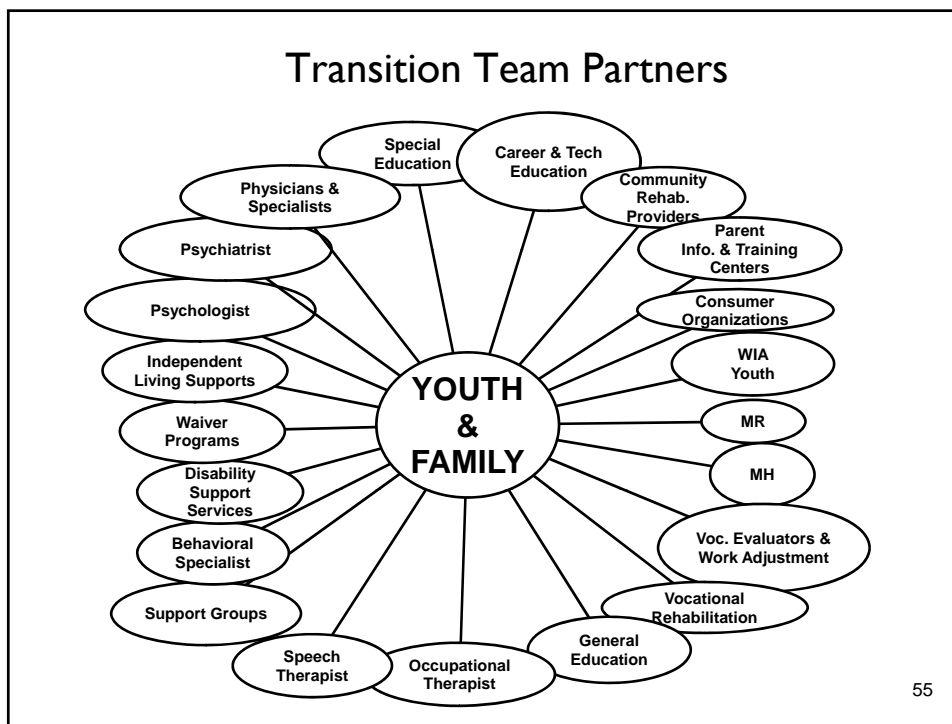 Transition Team Partners
Special
Education
Career & Tech
Education
Physicians &
Specialists
Community
Rehab.
Providers
Psychiatrist
Parent
Info. & Training
Centers
Psychologist
Consumer
Organizations
Independent
Living Supports
WIA
Youth
YOUTH
&
FAMILY
Waiver
Programs
MR
Disability
Support
Services
MH
Behavioral
Specialist
Voc. Evaluators &
Work Adjustment
Support Groups
Vocational
Rehabilitation
Speech
Therapist
Occupational
Therapist
General
Education
55